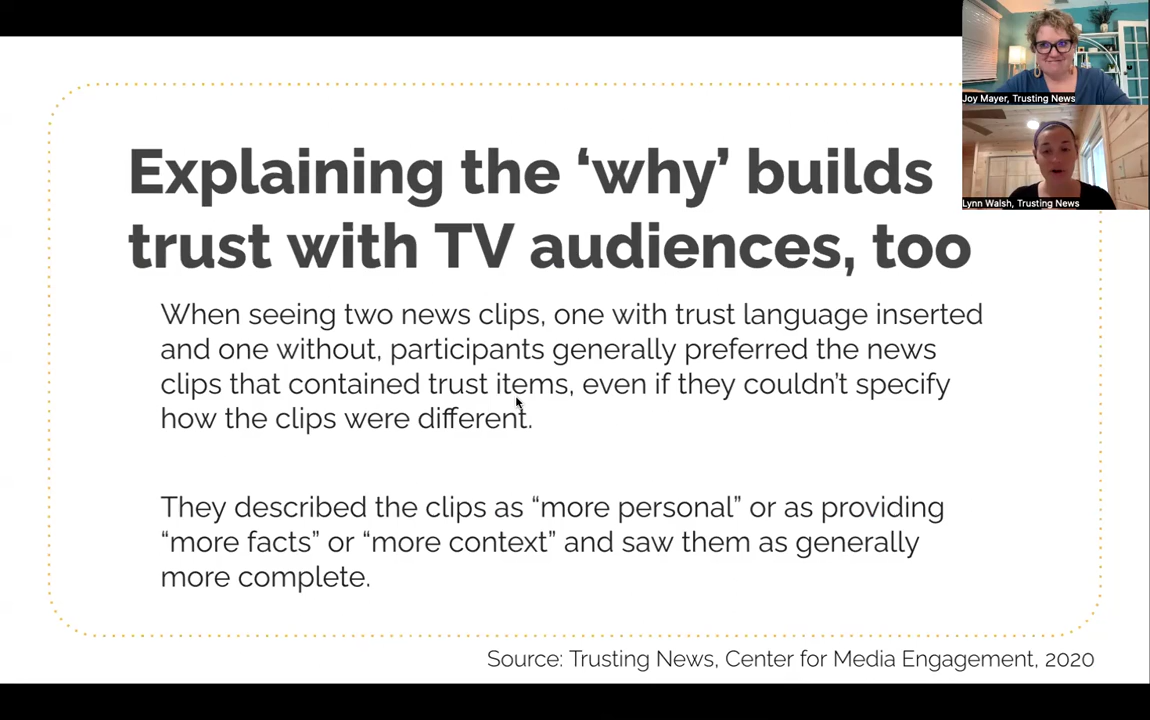 Joy Mayer, Trusting News
Lynn Walsh, Trusting News
Explaining the ‘why’ builds
trust with TV audiences, too
When seeing two news clips, one with trust language inserted
and one without, participants generally preferred the news
clips that contained trust items, even if they couldn’t specify
how the clips were different.
They described the clips as “more personal” or as providing
“more facts” or “more context” and saw them as generally
more complete.
Source: Trusting News, Center for Media Engagement, 2020